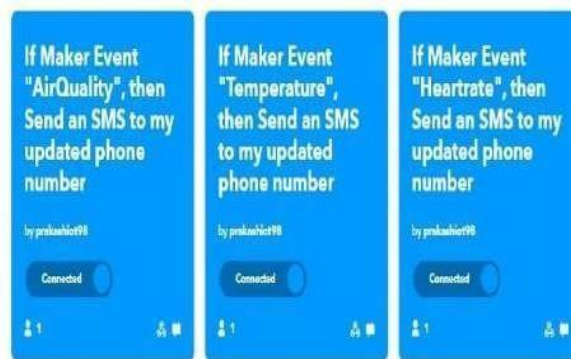 If Maker Event
"AirQuality", then
Send an SMS to my
updated phone
number
by prakashiot98
Connected
1
If Maker Event
"Temperature",
then Send an SMS
to my updated
phone number
by prakashiot98
Connected
1
If Maker Event
"Heartrate", then
Send an SMS to my
updated phone
number
by prakashiot98
Connected
1